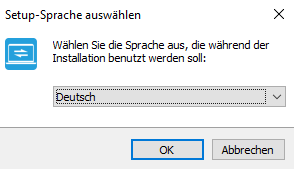 Setup-Sprache auswählen
Wählen Sie die Sprache aus, die während der
Installation benutzt werden soll:
Deutsch
OK
Abbrechen